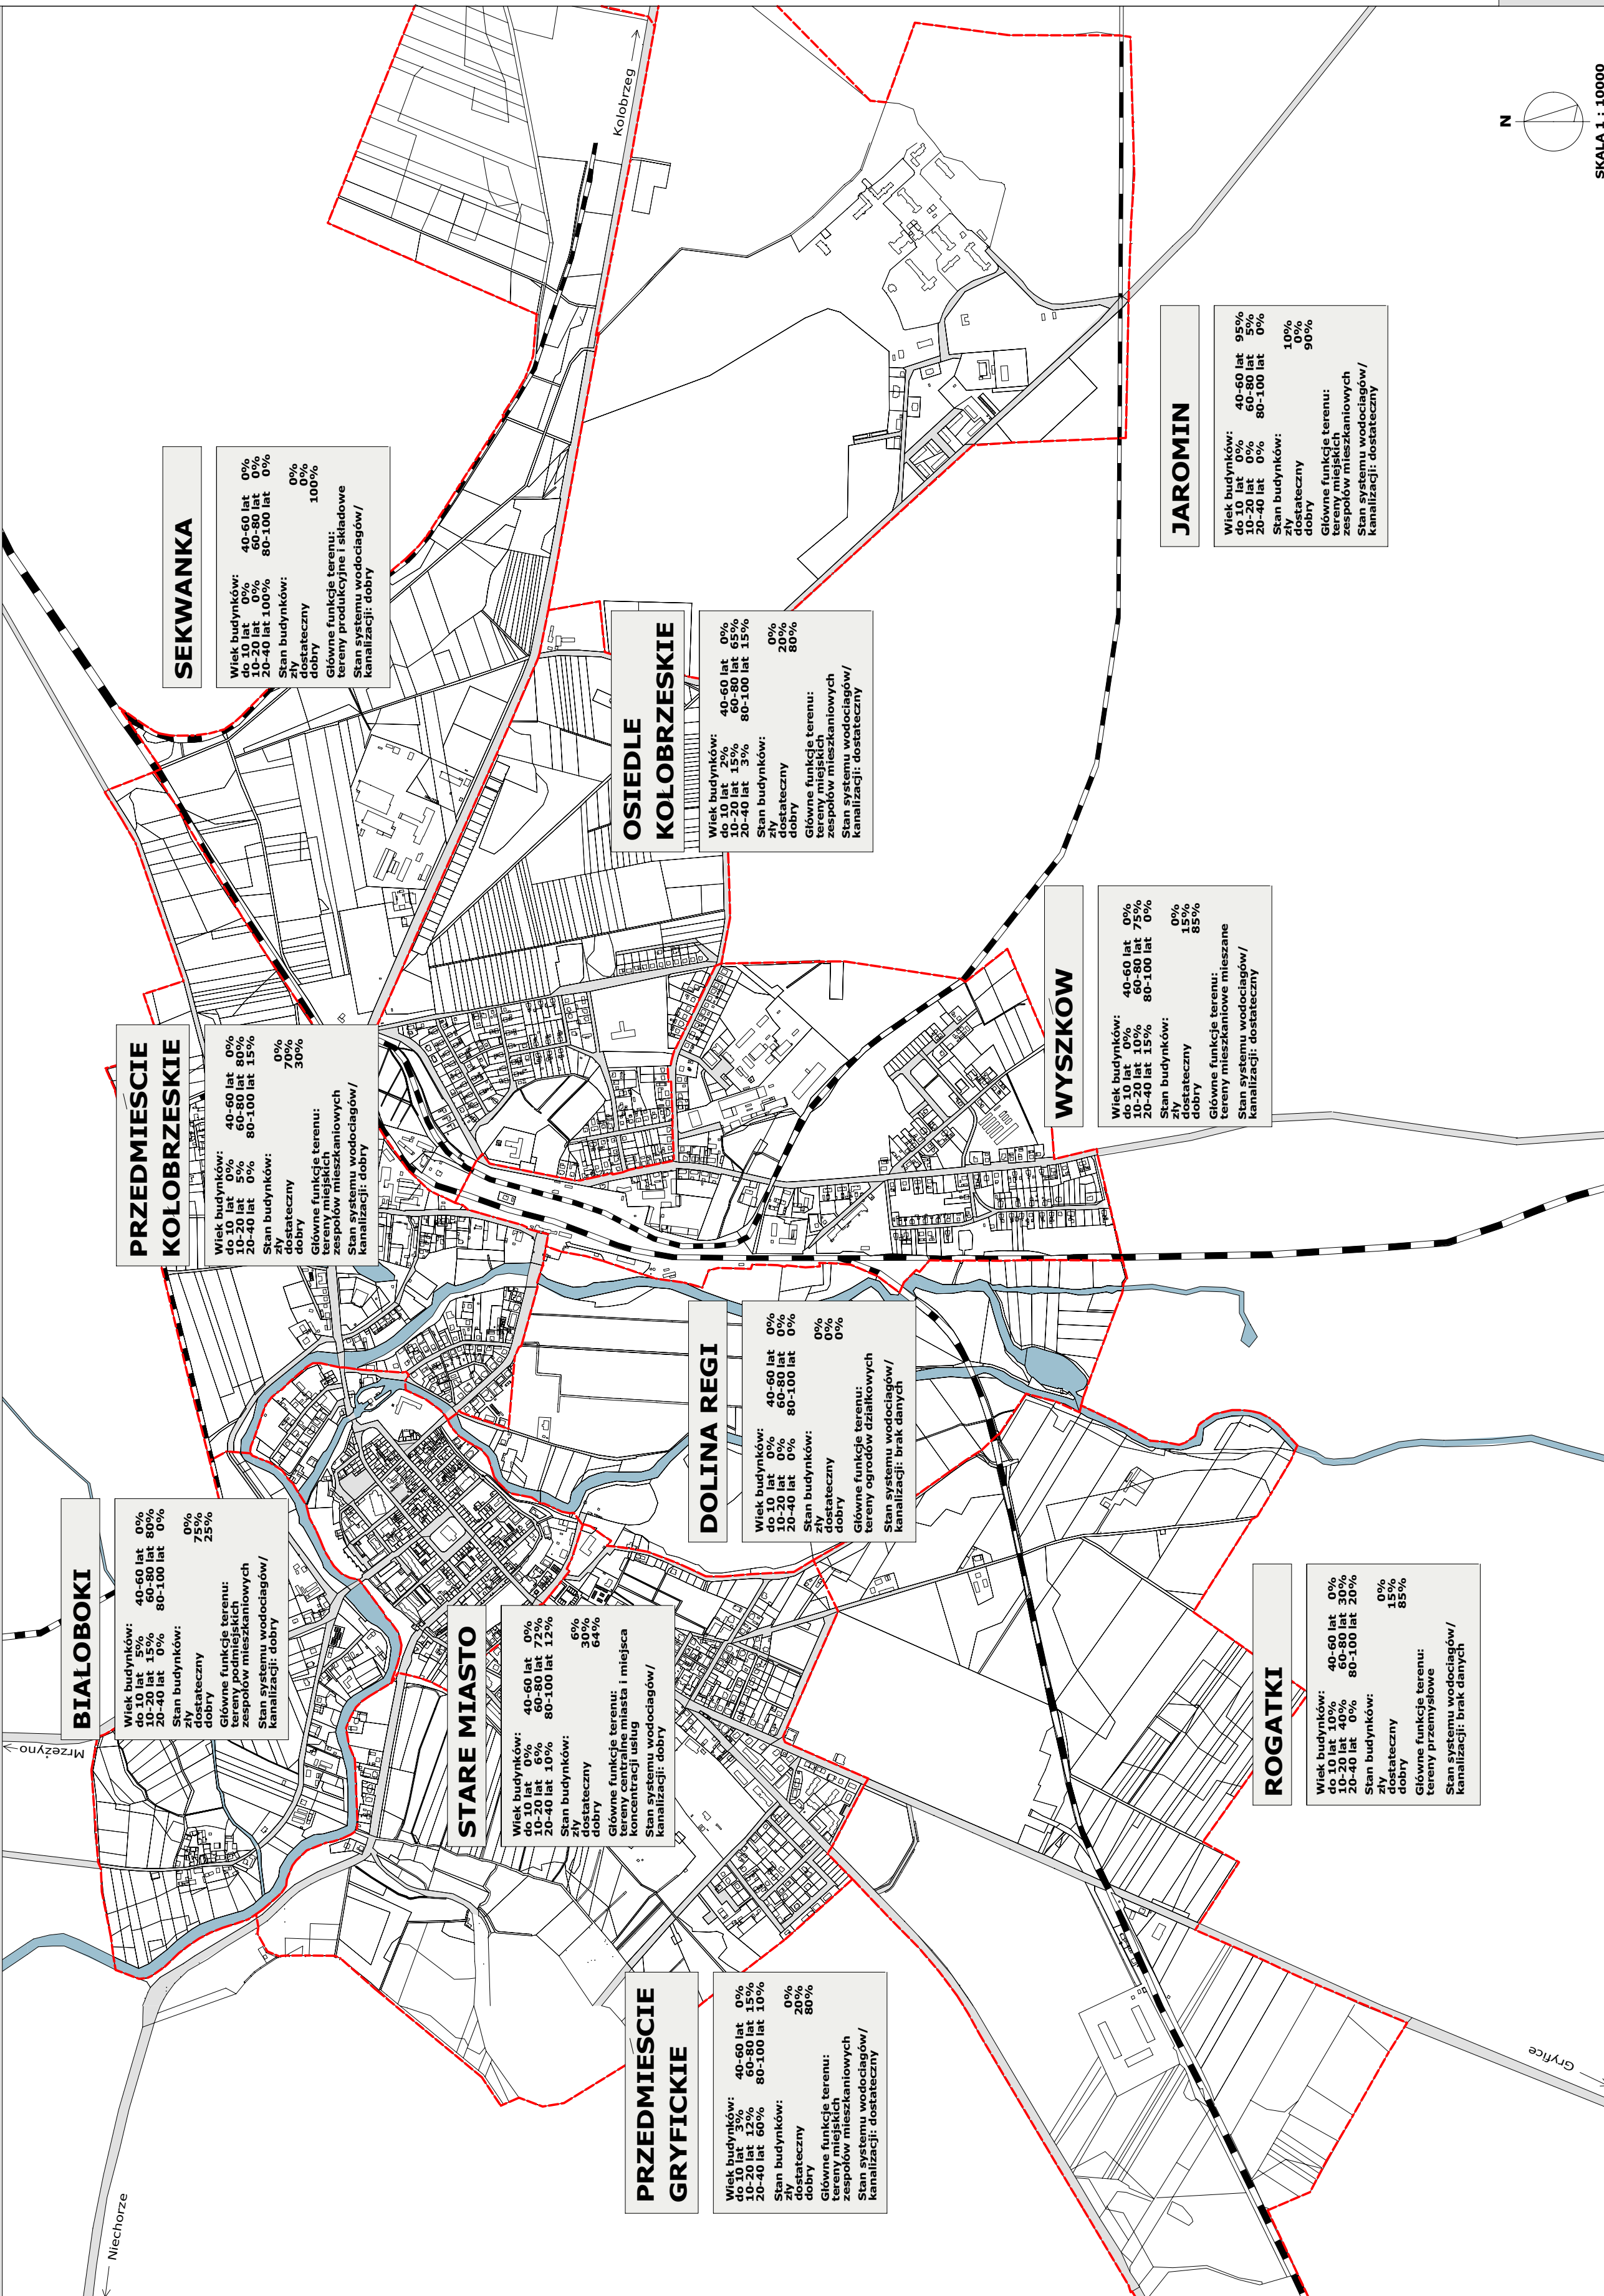 BIAŁOBOKI
Wiek budynków:
do 10 lat 5% 40-60 lat 0%
10-20 lat 15% 60-80 lat 80%
20-40 lat 0% 80-100 lat 0%
Stan budynków:
zły 0%
dostateczny 75%
dobry 25%
Główne funkcje terenu:
tereny podmiejskich
zespołów mieszkaniowych
Stan systemu wodociągów/
kanalizacji: dobry
PRZEDMIEŚCIE
KOŁOBRZESKIE
Wiek budynków:
do 10 lat 0% 40-60 lat 0%
10-20 lat 5% 60-80 lat 80%
20-40 lat 0% 80-100 lat 15%
Stan budynków:
zły 0%
dostateczny 70%
dobry 30%
Główne funkcje terenu:
tereny miejskich
zespołów mieszkaniowych
Stan systemu wodociągów/
kanalizacji: dobry
SEKWANKA
Wiek budynków:
do 10 lat 0% 40-60 lat 0%
10-20 lat 0% 60-80 lat 0%
20-40 lat 100% 80-100 lat 0%
Stan budynków:
zły 0%
dostateczny 0%
dobry 100%
Główne funkcje terenu:
tereny produkcyjne i składowe
Stan systemu wodociągów/
kanalizacji: dobry
STARE MIASTO
Wiek budynków:
do 10 lat 0% 40-60 lat 0%
10-20 lat 6% 60-80 lat 72%
20-40 lat 10% 80-100 lat 12%
Stan budynków:
zły 6%
dostateczny 30%
dobry 64%
Główne funkcje terenu:
tereny centralne miasta i miejsca
koncentracji usług
Stan systemu wodociągów/
kanalizacji: dobry
OSIEDLE
KOŁOBRZESKIE
Wiek budynków:
do 10 lat 2% 40-60 lat 0%
10-20 lat 15% 60-80 lat 65%
20-40 lat 3% 80-100 lat 15%
Stan budynków:
zły 0%
dostateczny 20%
dobry 80%
Główne funkcje terenu:
tereny miejskich
zespołów mieszkaniowych
Stan systemu wodociągów/
kanalizacji: dostateczny
PRZEDMIEŚCIE
GRYFICKIE
Wiek budynków:
do 10 lat 3% 40-60 lat 0%
10-20 lat 12% 60-80 lat 15%
20-40 lat 60% 80-100 lat 10%
Stan budynków:
zły 0%
dostateczny 20%
dobry 80%
Główne funkcje terenu:
tereny miejskich
zespołów mieszkaniowych
Stan systemu wodociągów/
kanalizacji: dostateczny
DOLINA REGI
Wiek budynków:
do 10 lat 0% 40-60 lat 0%
10-20 lat 0% 60-80 lat 0%
20-40 lat 0% 80-100 lat 0%
Stan budynków:
zły 0%
dostateczny 0%
dobry 0%
Główne funkcje terenu:
tereny ogrodów działkowych
Stan systemu wodociągów/
kanalizacji: brak danych
WYSZKÓW
Wiek budynków:
do 10 lat 0% 40-60 lat 0%
10-20 lat 10% 60-80 lat 75%
20-40 lat 15% 80-100 lat 0%
Stan budynków:
zły 0%
dostateczny 15%
dobry 85%
Główne funkcje terenu:
tereny mieszkaniowe mieszane
Stan systemu wodociągów/
kanalizacji: dostateczny
JAROMIN
Wiek budynków:
do 10 lat 0% 40-60 lat 95%
10-20 lat 0% 60-80 lat 5%
20-40 lat 0% 80-100 lat 0%
Stan budynków:
zły 10%
dostateczny 0%
dobry 90%
Główne funkcje terenu:
tereny miejskich
zespołów mieszkaniowych
Stan systemu wodociągów/
kanalizacji: dostateczny
ROGATKI
Wiek budynków:
do 10 lat 10% 40-60 lat 0%
10-20 lat 40% 60-80 lat 30%
20-40 lat 0% 80-100 lat 20%
Stan budynków:
zły 0%
dostateczny 15%
dobry 85%
Główne funkcje terenu:
tereny przemysłowe
Stan systemu wodociągów/
kanalizacji: brak danych
Niechorze
Mrzeżyno
Kołobrzeg
Gryfice
N
SKALA 1 : 10000